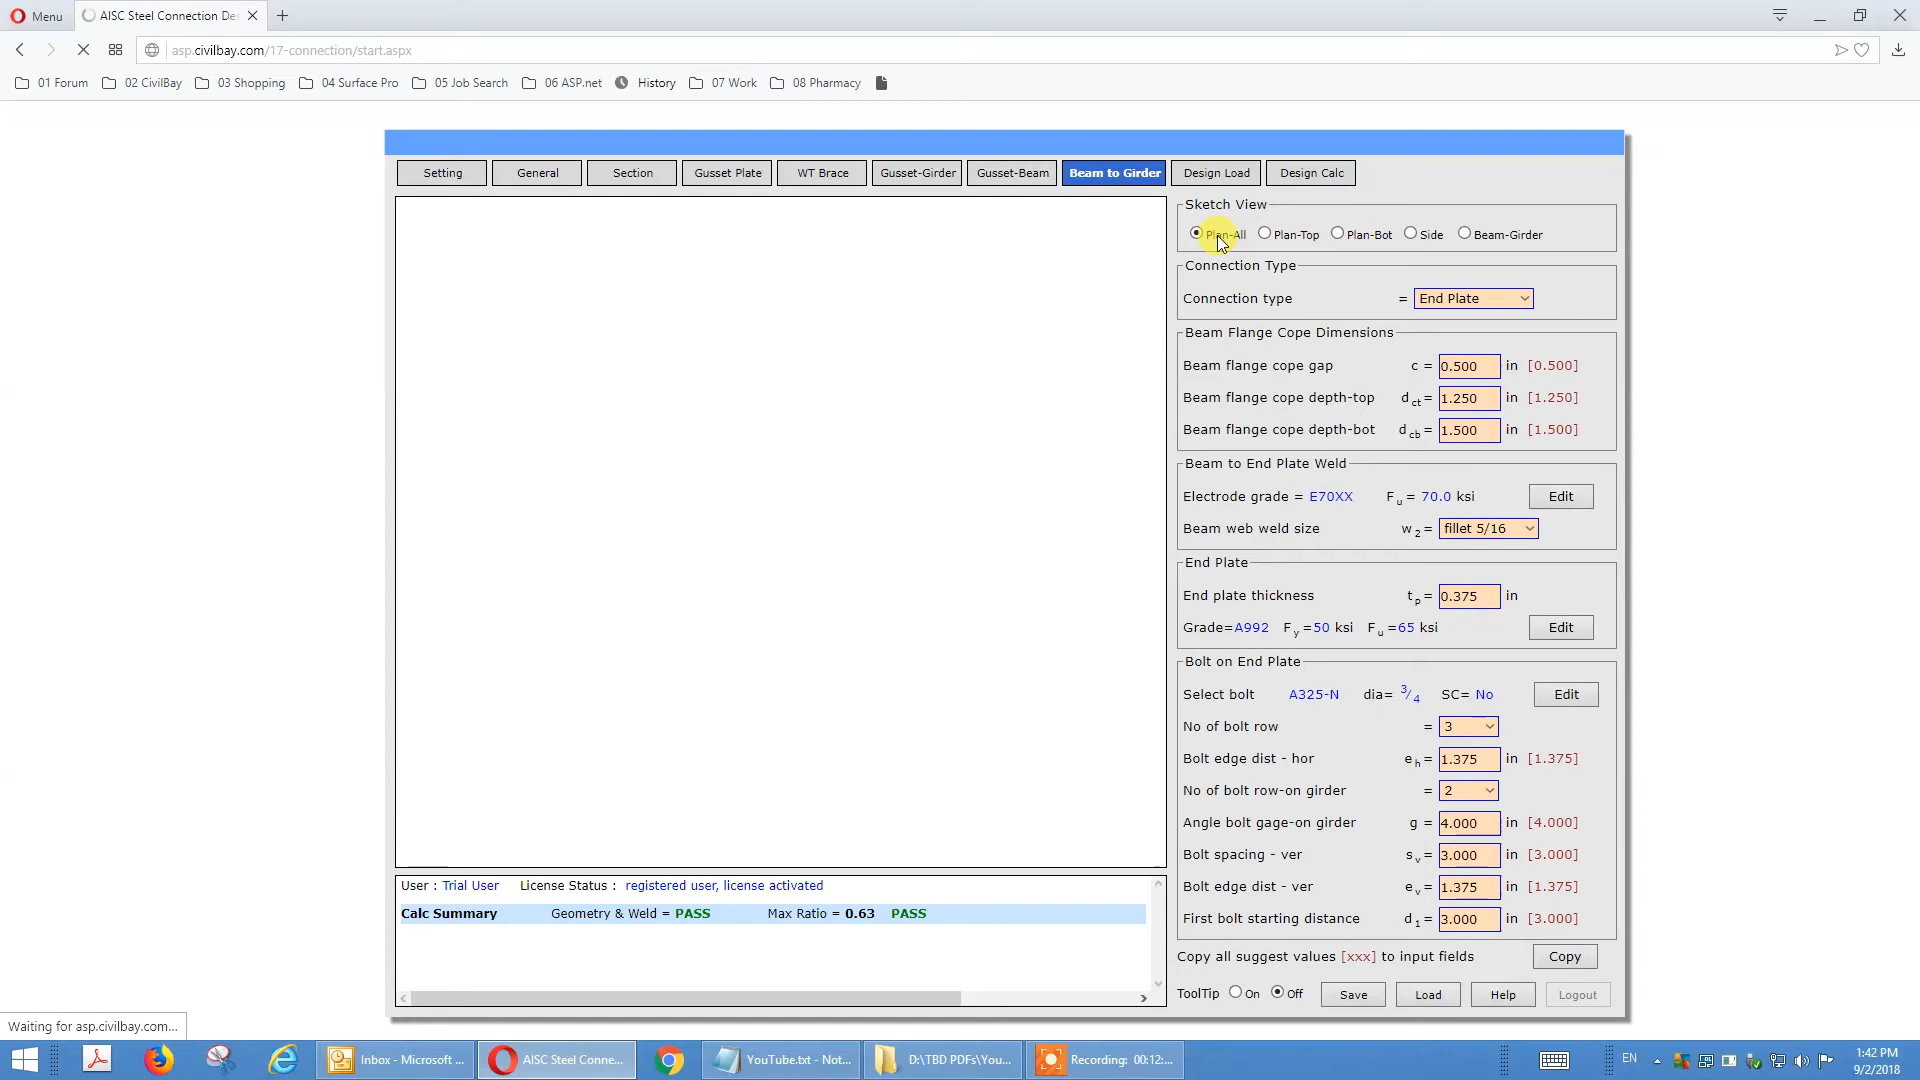 Menu
AISC Steel Connection Des
asp.civilbay.com/17-connection/start.aspx
01 Forum 02 CivilBay 03 Shopping 04 Surface Pro 05 Job Search 06 ASP.net History 07 Work 08 Pharmacy
Setting General Section Gusset Plate WT Brace Gusset-Girder Gusset-Beam Beam to Girder Design Load Design Calc
Sketch View
Plan-All Plan-Top Plan-Bot Side Beam-Girder
Connection Type
Connection type = End Plate
Beam Flange Cope Dimensions
Beam flange cope gap c = 0.500 in [0.500]
Beam flange cope depth-top d ct = 1.250 in [1.250]
Beam flange cope depth-bot d cb = 1.500 in [1.500]
Beam to End Plate Weld
Electrode grade = E70XX F u = 70.0 ksi Edit
Beam web weld size w 2 = fillet 5/16
End Plate
End plate thickness t p = 0.375 in
Grade=A992 F y =50 ksi F u =65 ksi Edit
Bolt on End Plate
Select bolt A325-N dia= 3/4 SC= No Edit
No of bolt row = 3
Bolt edge dist - hor e h = 1.375 in [1.375]
No of bolt row-on girder = 2
Angle bolt gage-on girder g = 4.000 in [4.000]
Bolt spacing - ver s v = 3.000 in [3.000]
Bolt edge dist - ver e v = 1.375 in [1.375]
First bolt starting distance d 1 = 3.000 in [3.000]
Copy all suggest values [xxx] to input fields Copy
ToolTip On Off Save Load Help Logout
User : Trial User License Status : registered user, license activated
Calc Summary Geometry & Weld = PASS Max Ratio = 0.63 PASS
Waiting for asp.civilbay.com...
Inbox - Microsoft ... AISC Steel Conne... YouTube.txt - Not... D:\TBD PDFs\You... Recording: 00:12:... EN 1:42 PM
9/2/2018